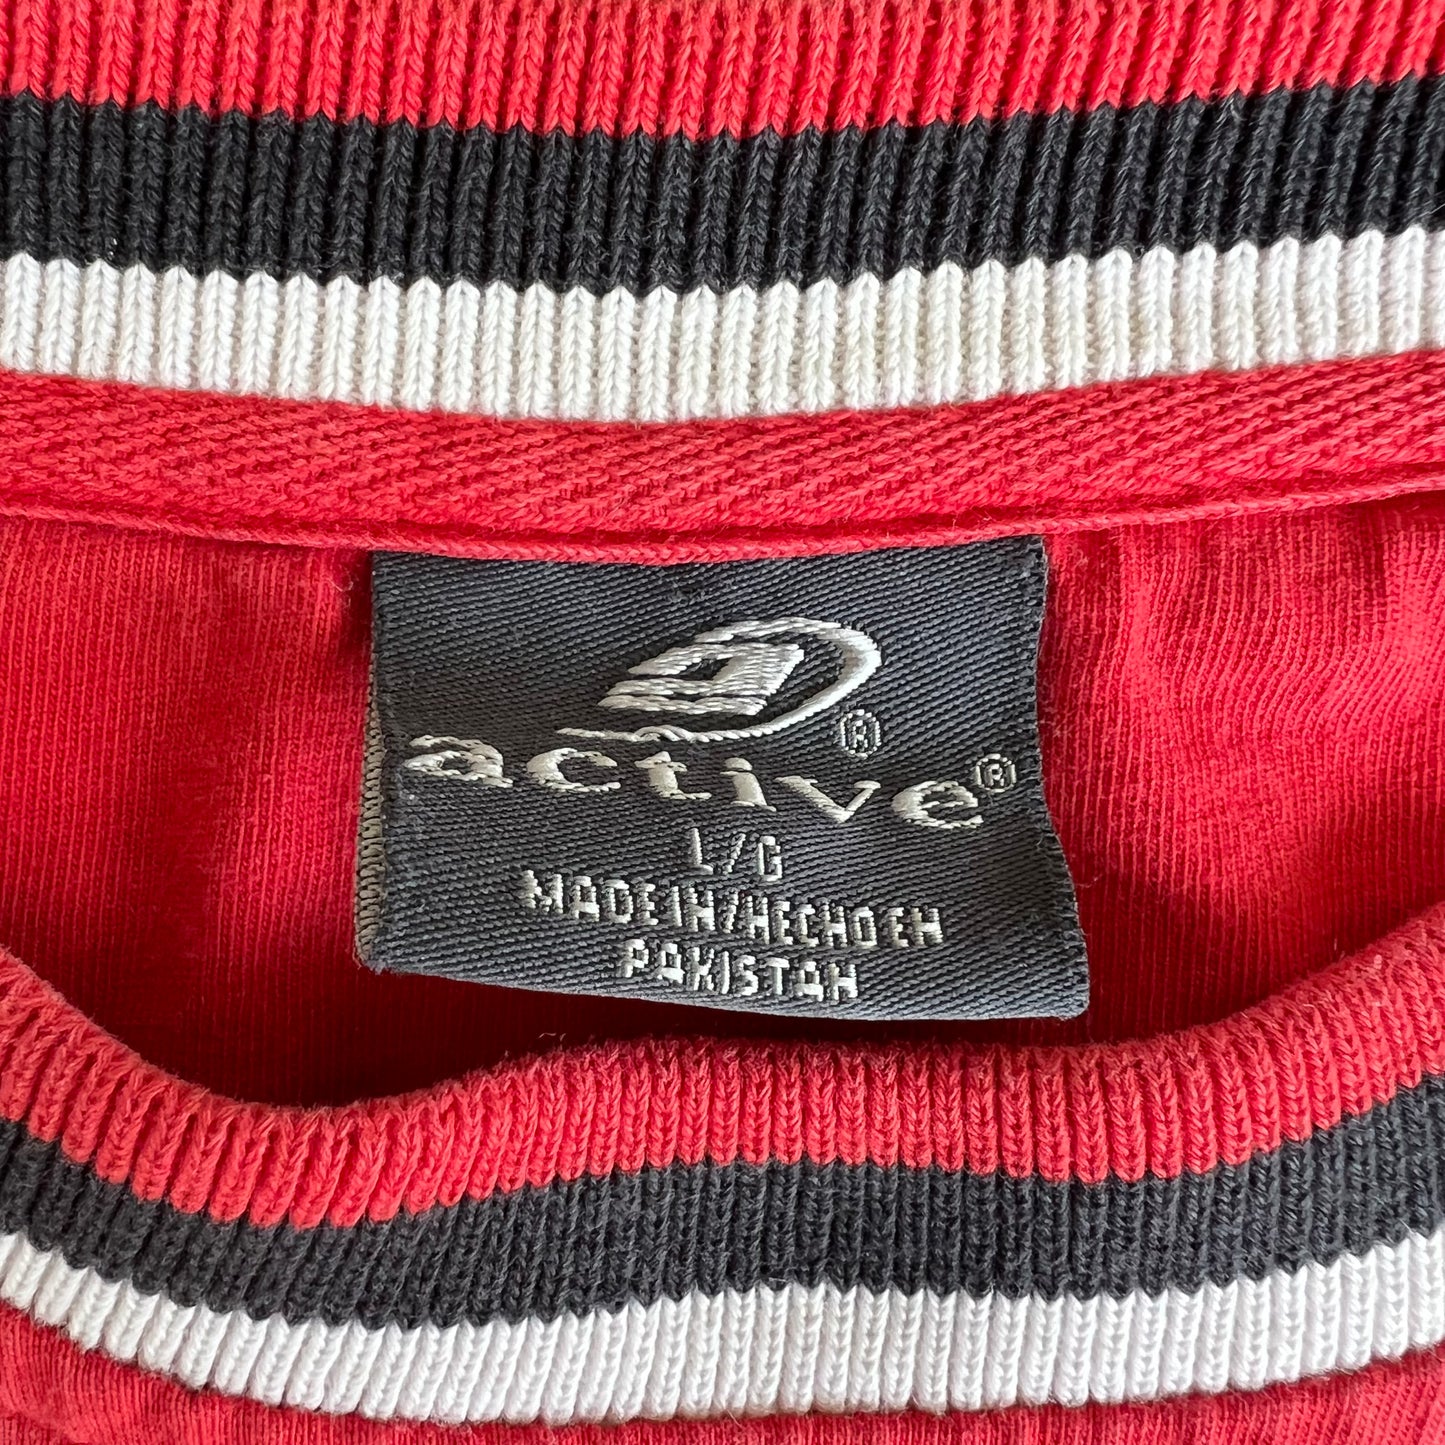 ®
active®
L/G
MADE IN/HECHO EN
PAKISTAN